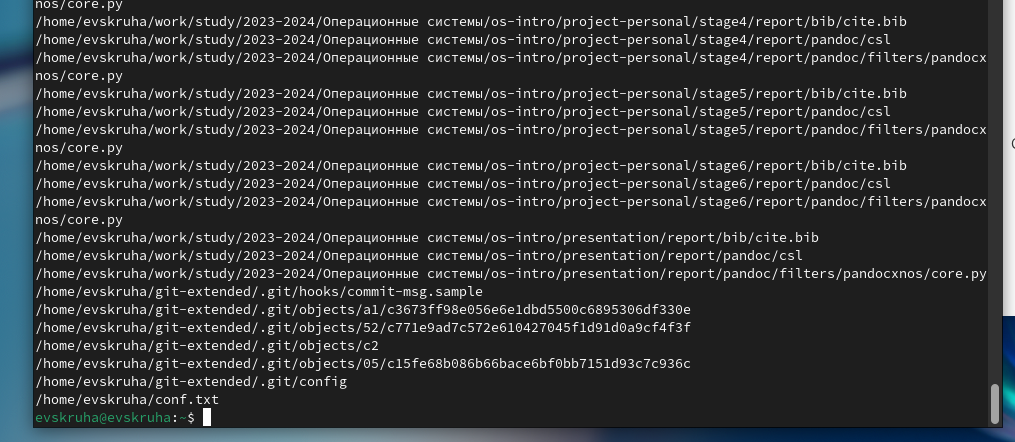 nos/core.py
/home/evskruha/work/study/2023-2024/Операционные системы/os-intro/project-personal/stage4/report/bib/cite.bib
/home/evskruha/work/study/2023-2024/Операционные системы/os-intro/project-personal/stage4/report/pandoc/csl
/home/evskruha/work/study/2023-2024/Операционные системы/os-intro/project-personal/stage4/report/pandoc/filters/pandocx
nos/core.py
/home/evskruha/work/study/2023-2024/Операционные системы/os-intro/project-personal/stage5/report/bib/cite.bib
/home/evskruha/work/study/2023-2024/Операционные системы/os-intro/project-personal/stage5/report/pandoc/csl
/home/evskruha/work/study/2023-2024/Операционные системы/os-intro/project-personal/stage5/report/pandoc/filters/pandocx
nos/core.py
/home/evskruha/work/study/2023-2024/Операционные системы/os-intro/project-personal/stage6/report/bib/cite.bib
/home/evskruha/work/study/2023-2024/Операционные системы/os-intro/project-personal/stage6/report/pandoc/csl
/home/evskruha/work/study/2023-2024/Операционные системы/os-intro/project-personal/stage6/report/pandoc/filters/pandocx
nos/core.py
/home/evskruha/work/study/2023-2024/Операционные системы/os-intro/presentation/report/bib/cite.bib
/home/evskruha/work/study/2023-2024/Операционные системы/os-intro/presentation/report/pandoc/csl
/home/evskruha/work/study/2023-2024/Операционные системы/os-intro/presentation/report/pandoc/filters/pandocxnos/core.py
/home/evskruha/git-extended/.git/hooks/commit-msg.sample
/home/evskruha/git-extended/.git/objects/a1/c3673ff98e056e6e1dbd5500c6895306df330e
/home/evskruha/git-extended/.git/objects/52/c771e9ad7c572e610427045f1d91d0a9cf4f3f
/home/evskruha/git-extended/.git/objects/c2
/home/evskruha/git-extended/.git/objects/05/c15fe68b086b66bace6bf0bb7151d93c7c936c
/home/evskruha/git-extended/.git/config
/home/evskruha/conf.txt
evskruha@evskruha:~$